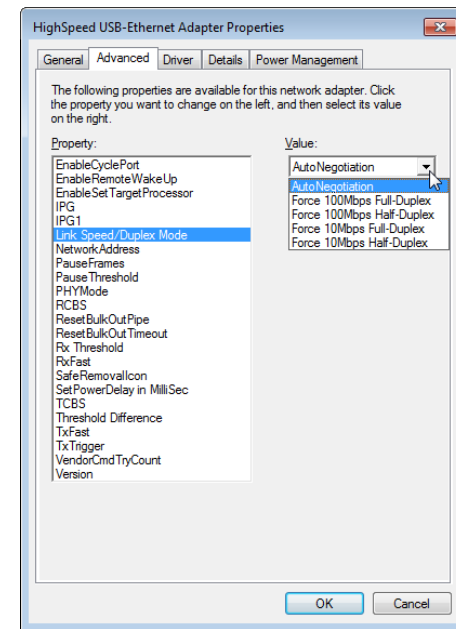 HighSpeed USB-Ethernet Adapter Properties
General Advanced Driver Details Power Management
The following properties are available for this network adapter. Click
the property you want to change on the left, and then select its value
on the right.
Property:
EnableCyclePort
EnableRemoteWakeUp
EnableSetTargetProcessor
IPG
IPG1
Link Speed/Duplex Mode
NetworkAddress
PauseFrames
PauseThreshold
PHYMode
RCBS
ResetBulkOutPipe
ResetBulkOutTimeout
Rx Threshold
RxFast
SafeRemovalIcon
SetPowerDelay in MilliSec
TCBS
Threshold Difference
TxFast
TxTrigger
VendorCmdTryCount
Version
Value:
AutoNegotiation
AutoNegotiation
Force 100Mbps Full-Duplex
Force 100Mbps Half-Duplex
Force 10Mbps Full-Duplex
Force 10Mbps Half-Duplex
OK Cancel